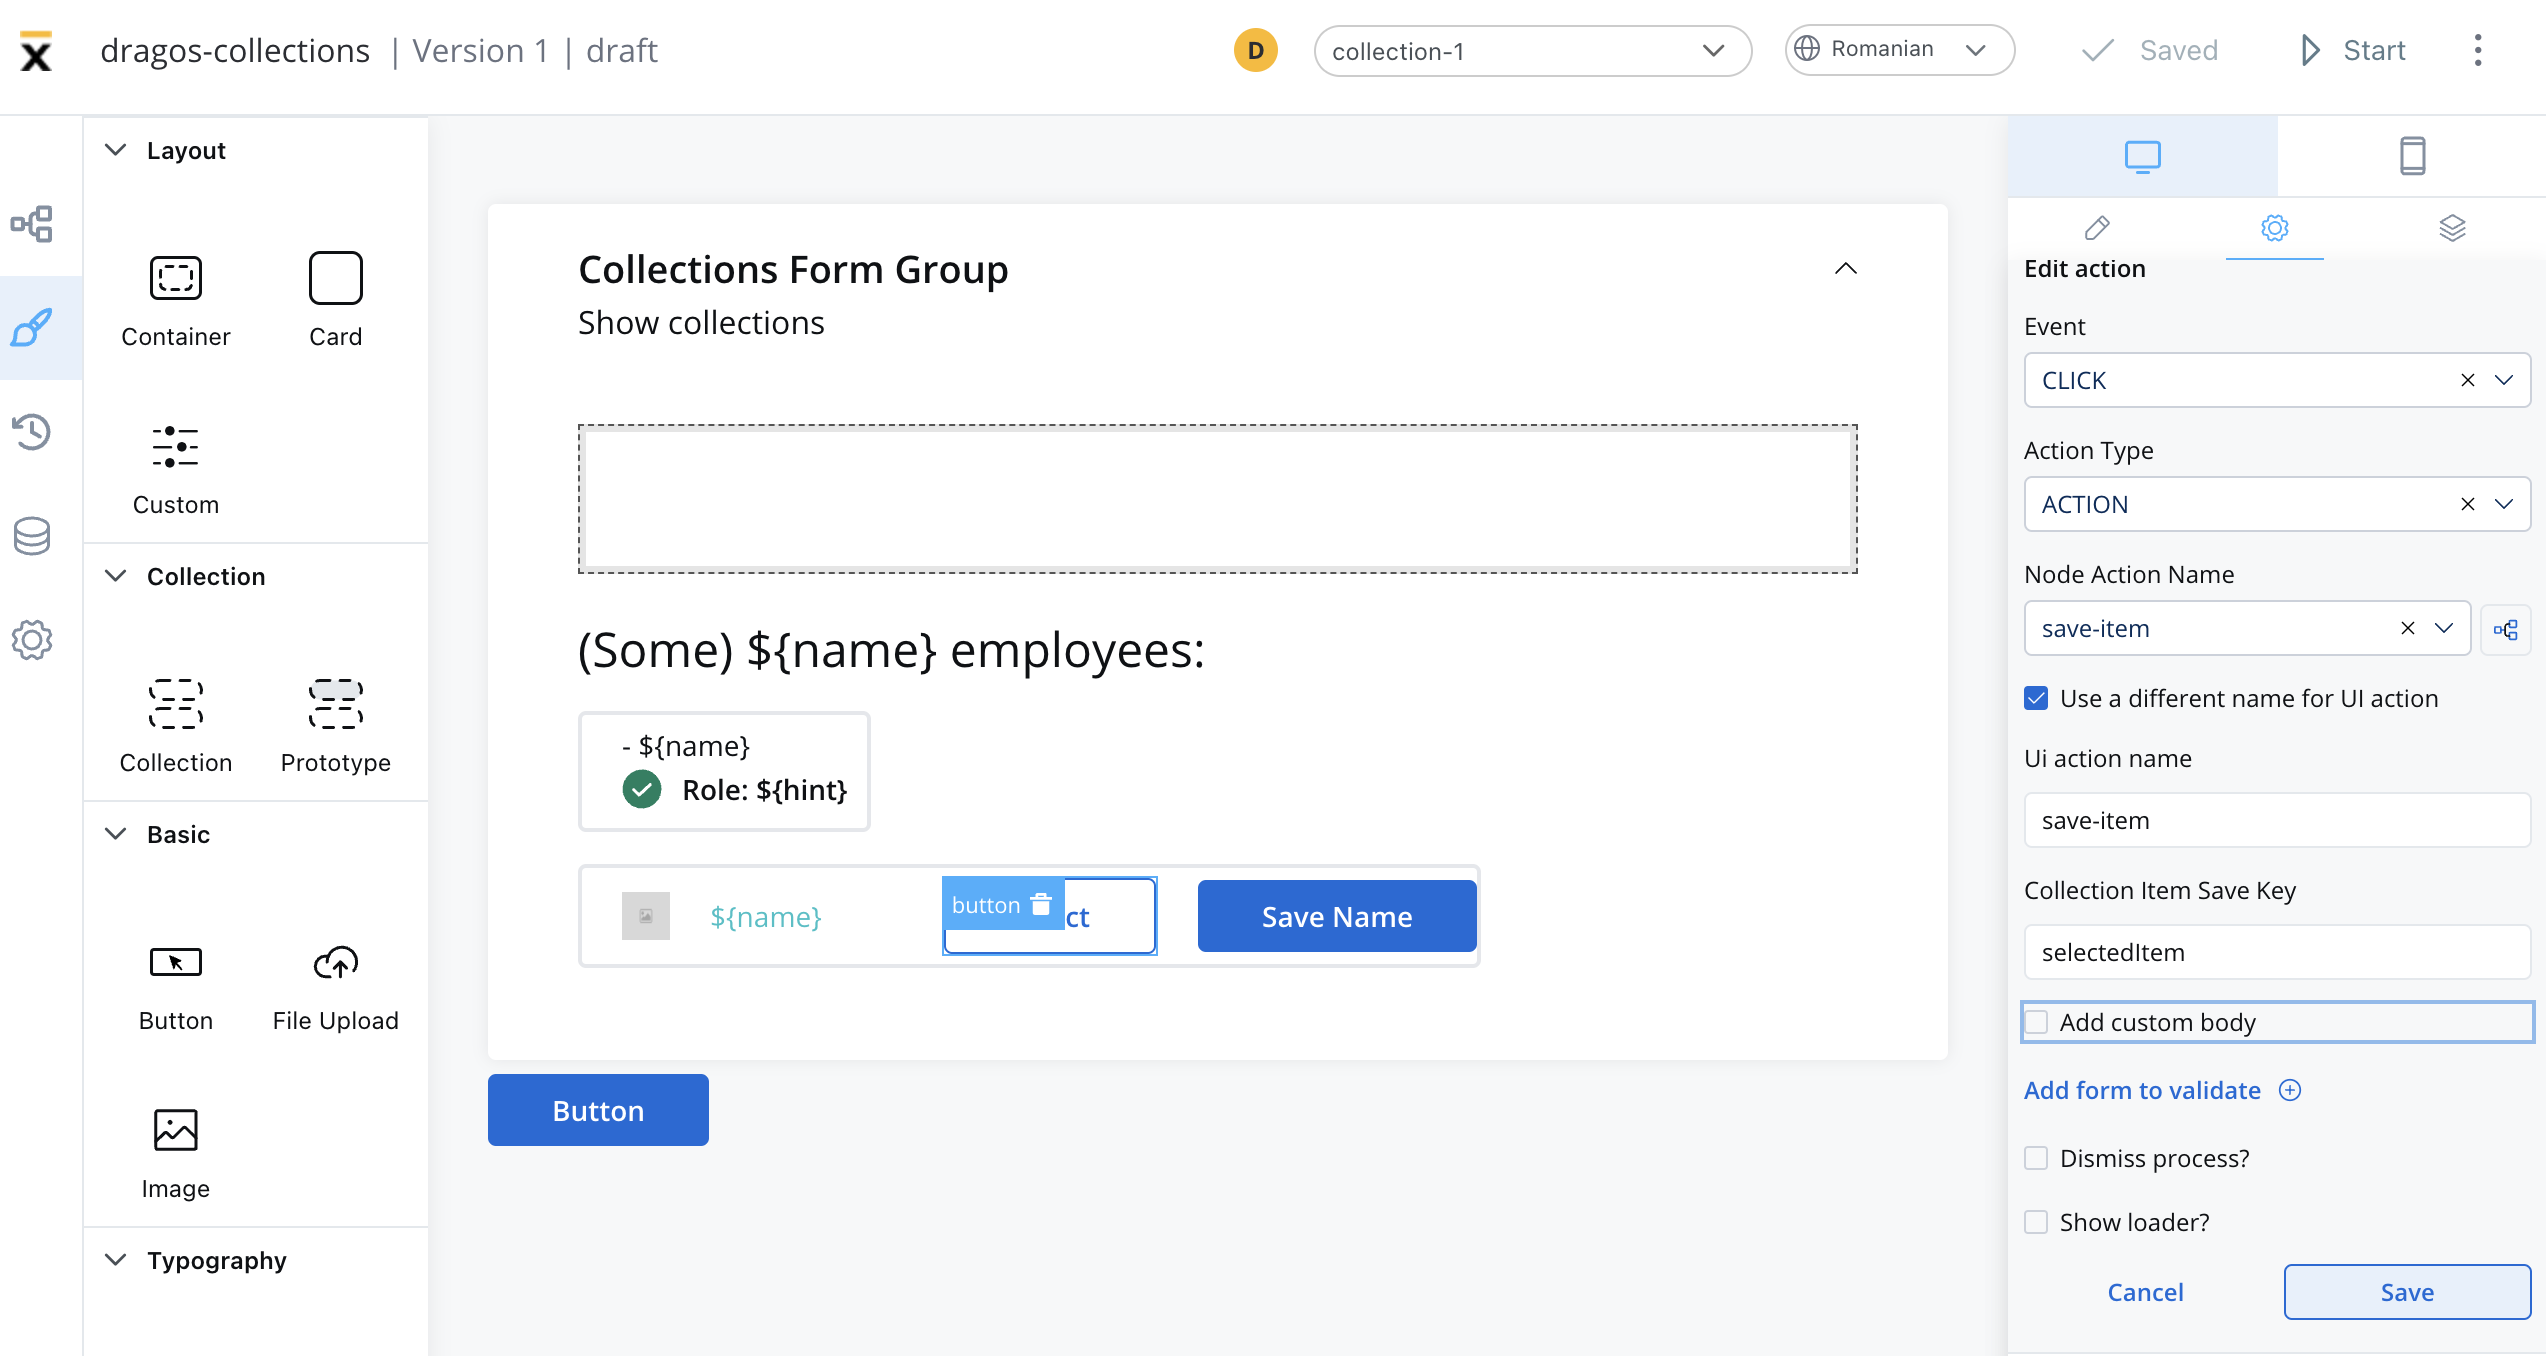 dragos-collections | Version 1 | draft
D
collection-1
Romanian
Saved
Start
Layout
Container
Card
Custom
Collection
Collection
Prototype
Basic
Button
File Upload
Image
Typography
Collections Form Group
Show collections
(Some) ${name} employees:
- ${name}
Role: ${hint}
${name}
button
ct
Save Name
Button
Edit action
Event
CLICK
Action Type
ACTION
Node Action Name
save-item
Use a different name for UI action
Ui action name
save-item
Collection Item Save Key
selectedItem
Add custom body
Add form to validate
Dismiss process?
Show loader?
Cancel
Save